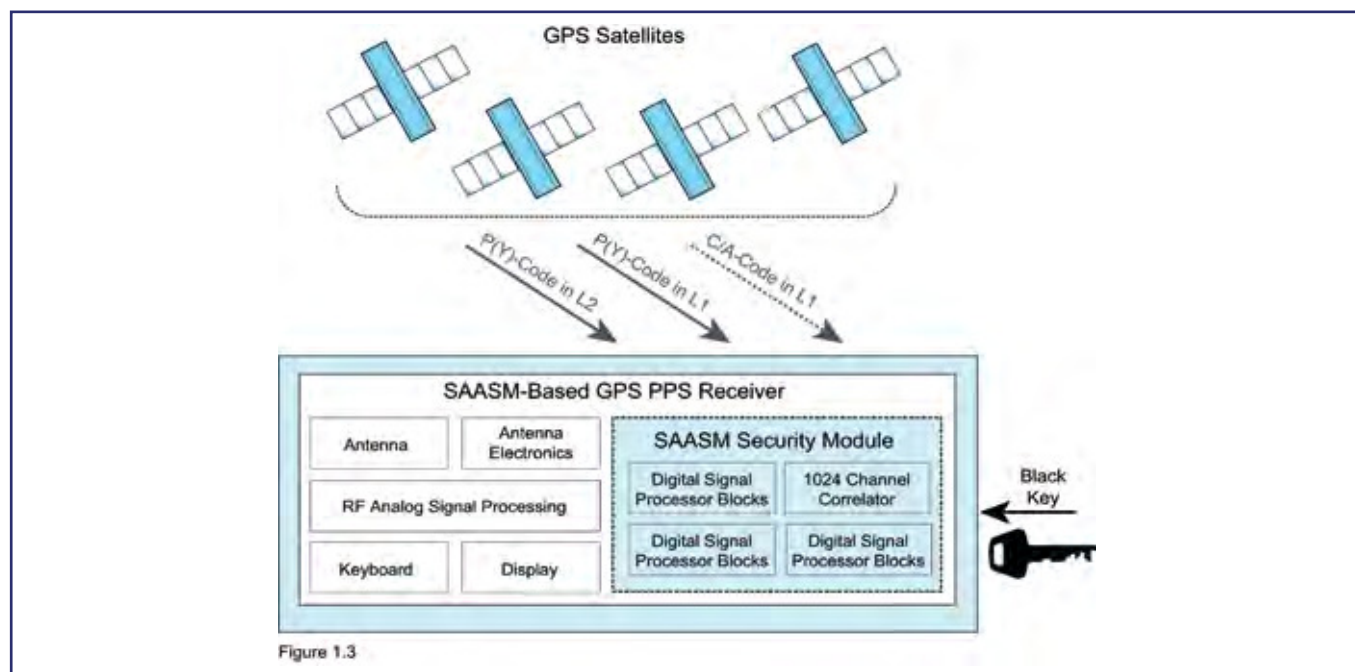 GPS Satellites
P(Y)-Code in L2
P(Y)-Code in L1
C/A-Code in L1
SAASM-Based GPS PPS Receiver
Antenna
Antenna
Electronics
RF Analog Signal Processing
Keyboard
Display
SAASM Security Module
Digital Signal
Processor Blocks
1024 Channel
Correlator
Digital Signal
Processor Blocks
Digital Signal
Processor Blocks
Black
Key
Figure 1.3